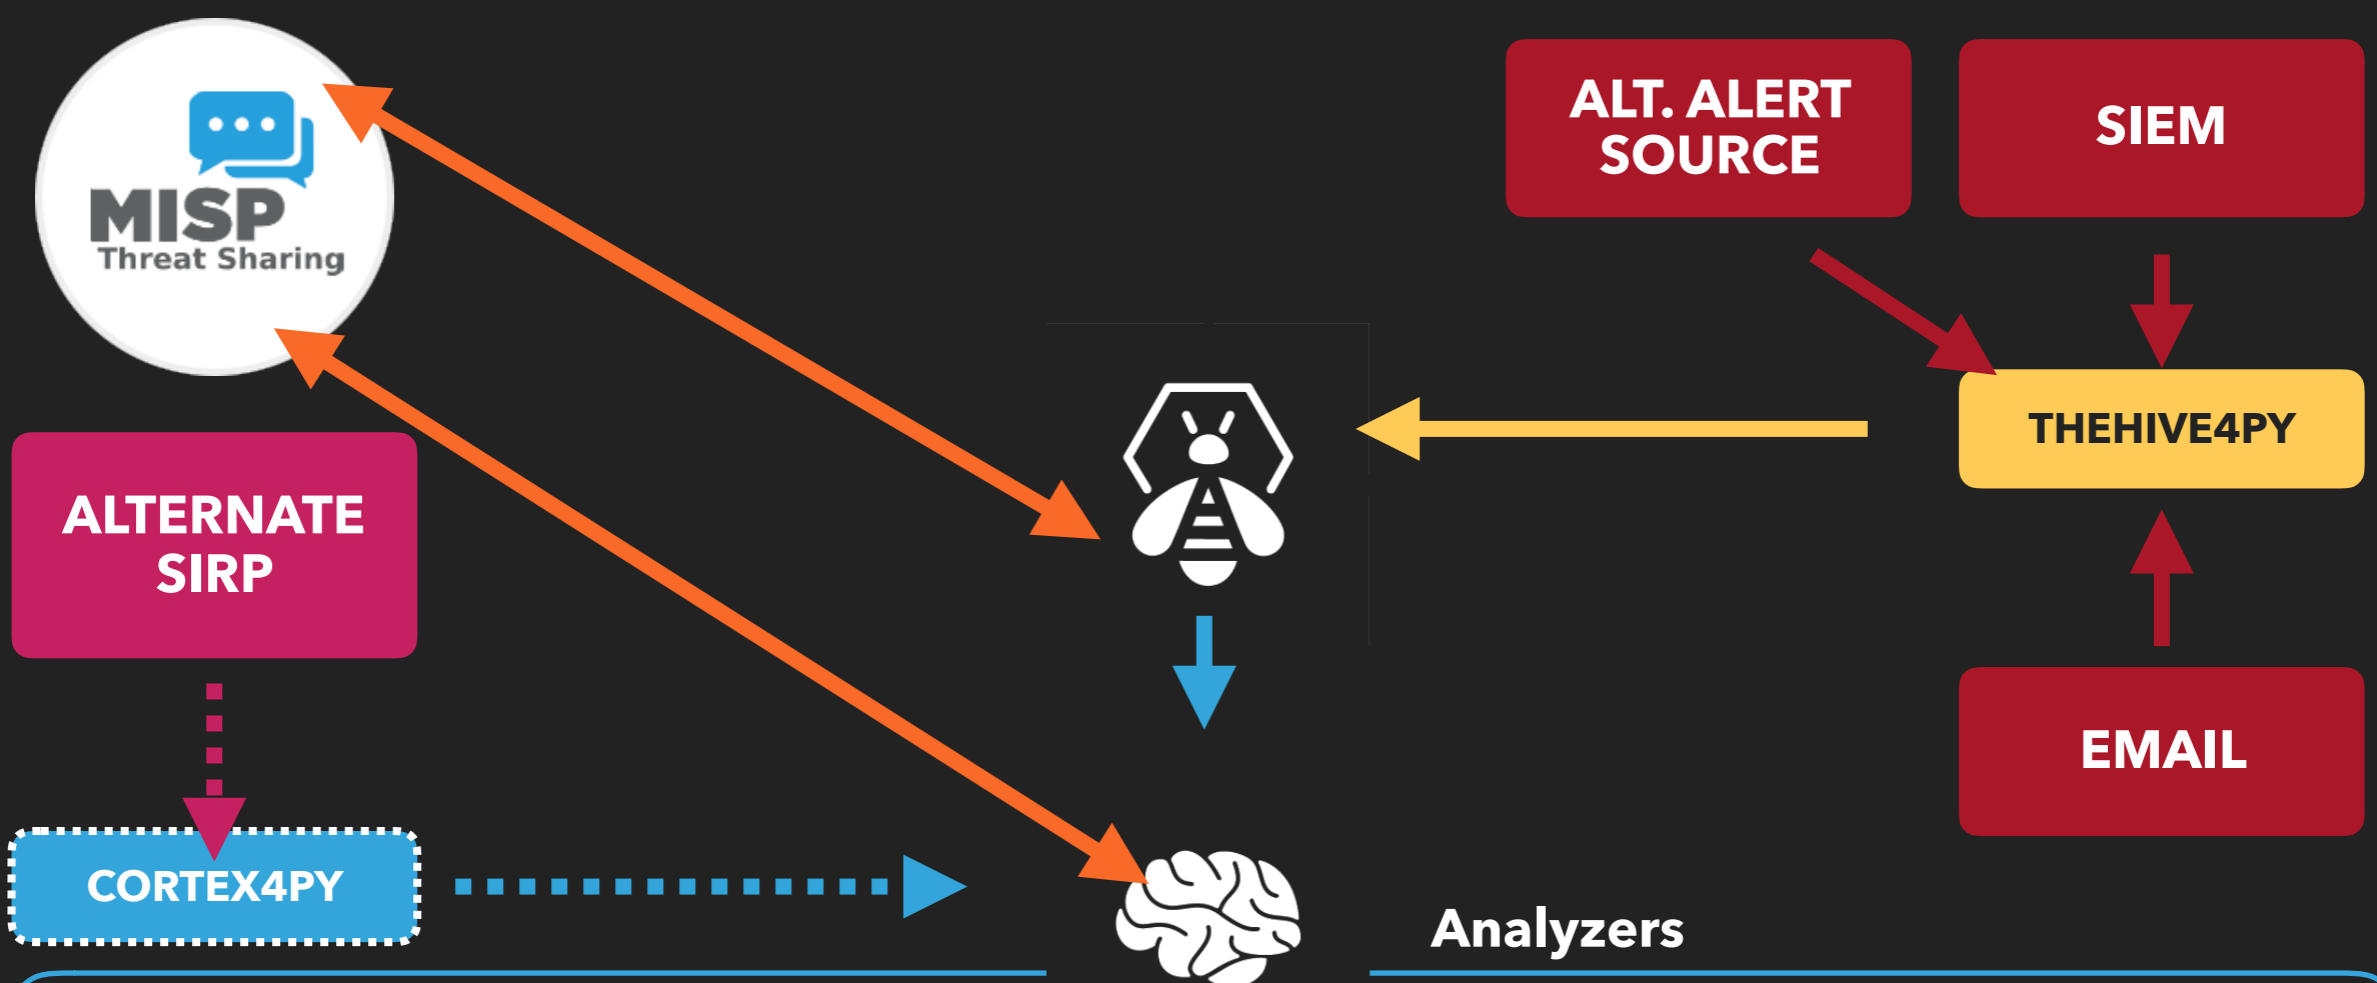 MISP
Threat Sharing
ALT. ALERT
SOURCE
SIEM
THEHIVE4PY
ALTERNATE
SIRP
EMAIL
CORTEX4PY
Analyzers